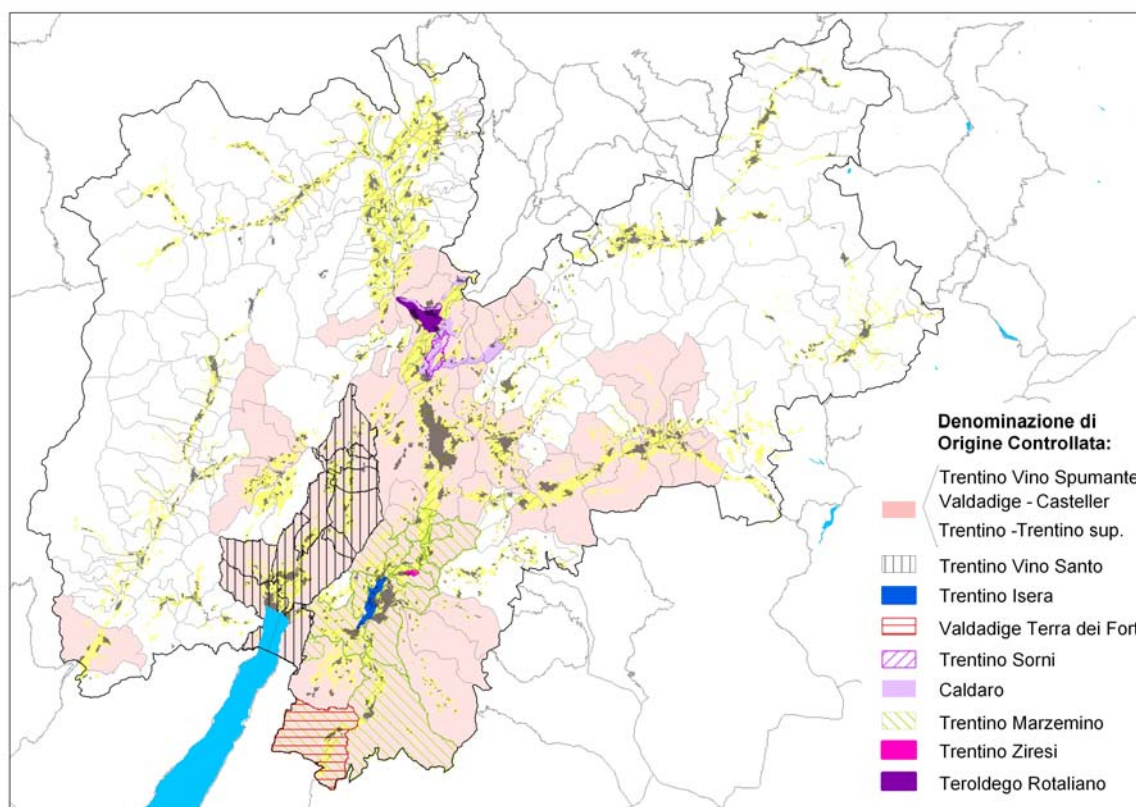 Denominazione di
Origine Controllata:
Trentino Vino Spumante
Valdadige - Casteller
Trentino -Trentino sup.
Trentino Vino Santo
Trentino Isera
Valdadige Terra dei Fort
Trentino Sorni
Caldaro
Trentino Marzemino
Trentino Ziresi
Teroldego Rotaliano